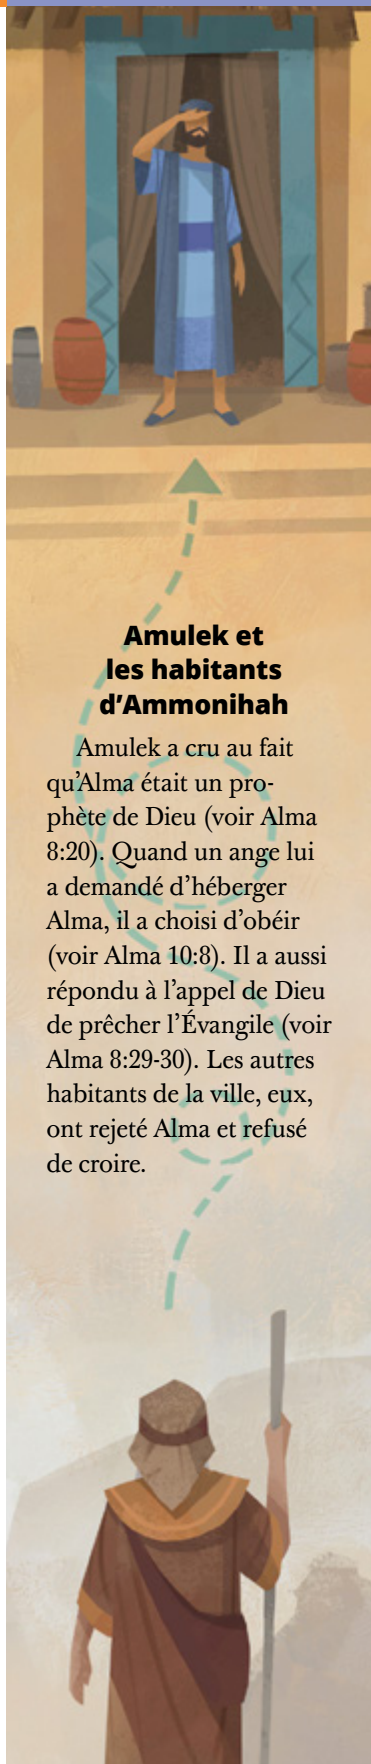 Amulek et
les habitants
d’Ammonihah
Amulek a cru au fait
qu’Alma était un pro-
phète de Dieu (voir Alma
8:20). Quand un ange lui
a demandé d’héberger
Alma, il a choisi d’obéir
(voir Alma 10:8). Il a aussi
répondu à l’appel de Dieu
de prêcher l’Évangile (voir
Alma 8:29-30). Les autres
habitants de la ville, eux,
ont rejeté Alma et refusé
de croire.